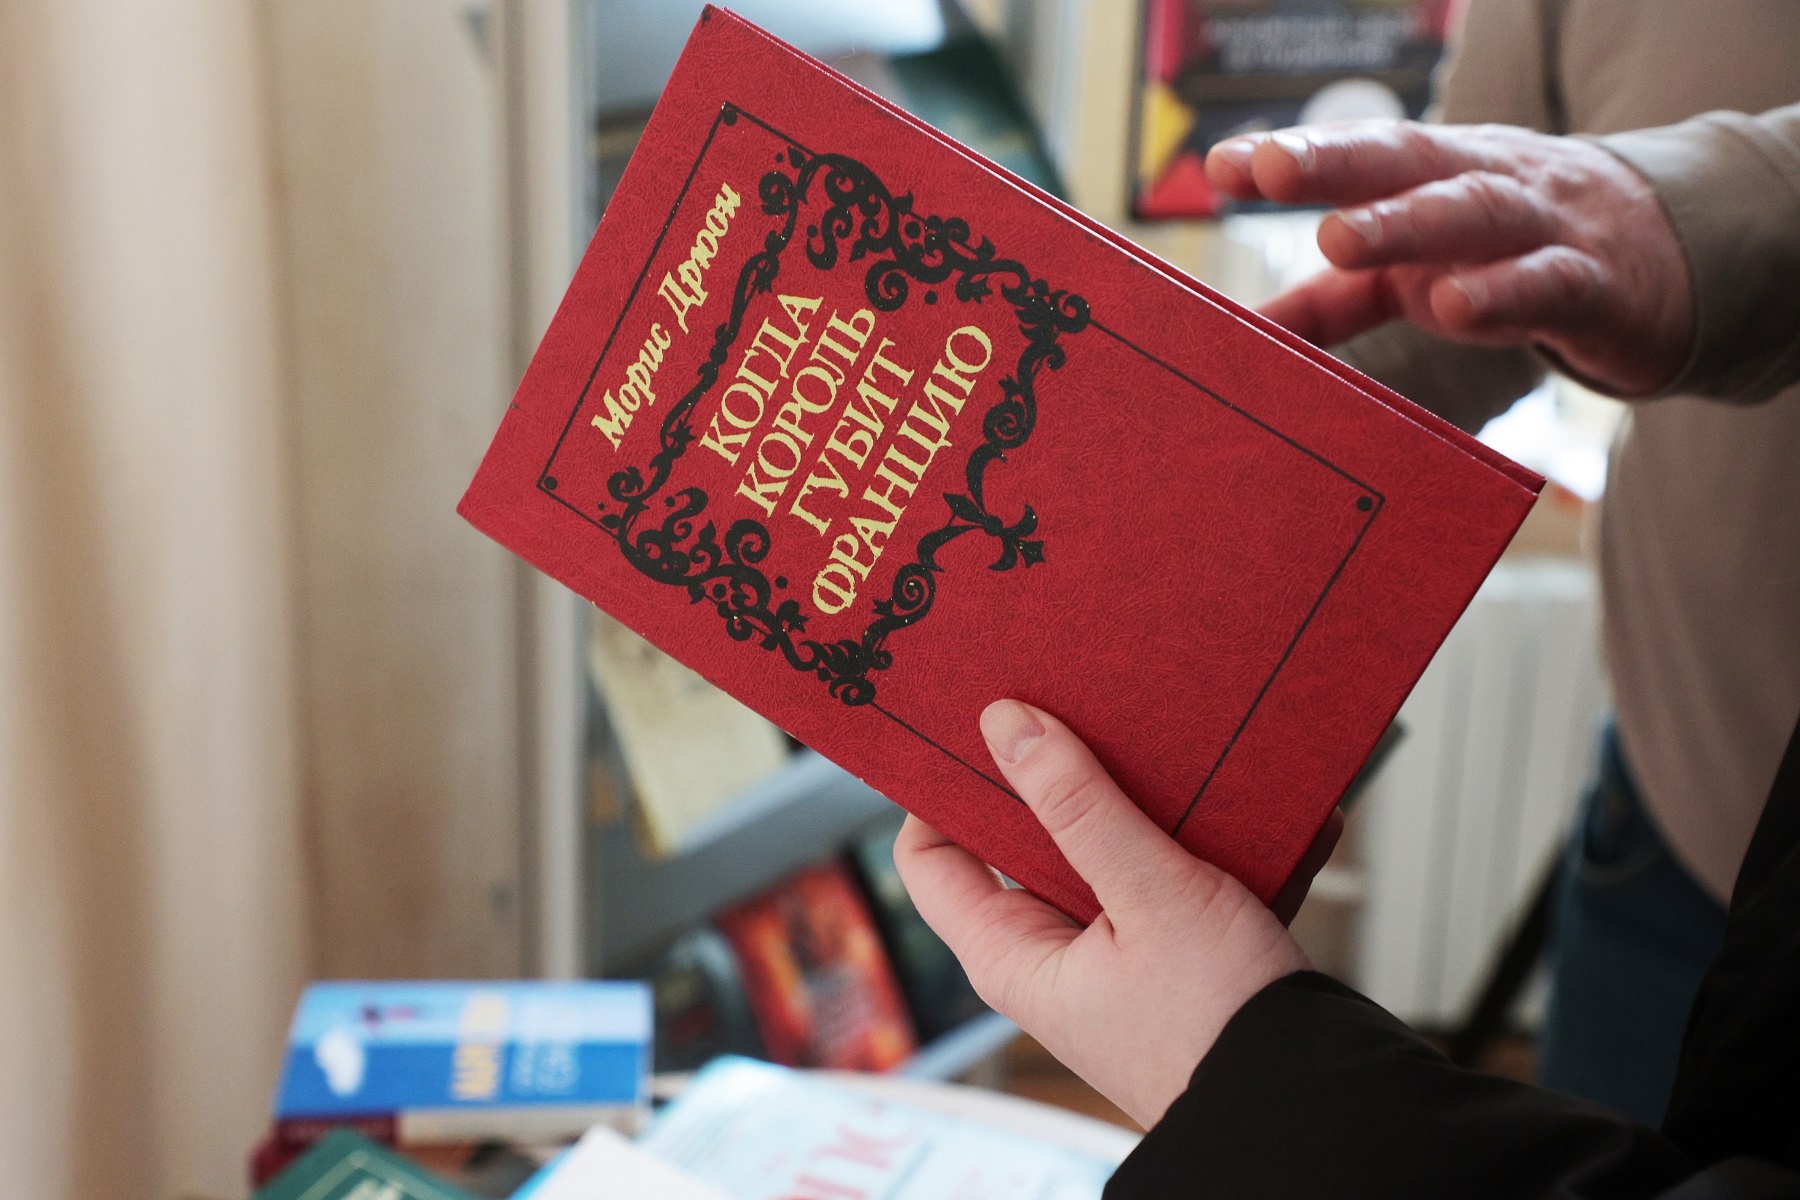 Морис Дрюон
КОГДА
КОРОЛЬ
ГУБИТ
ФРАНЦИЮ